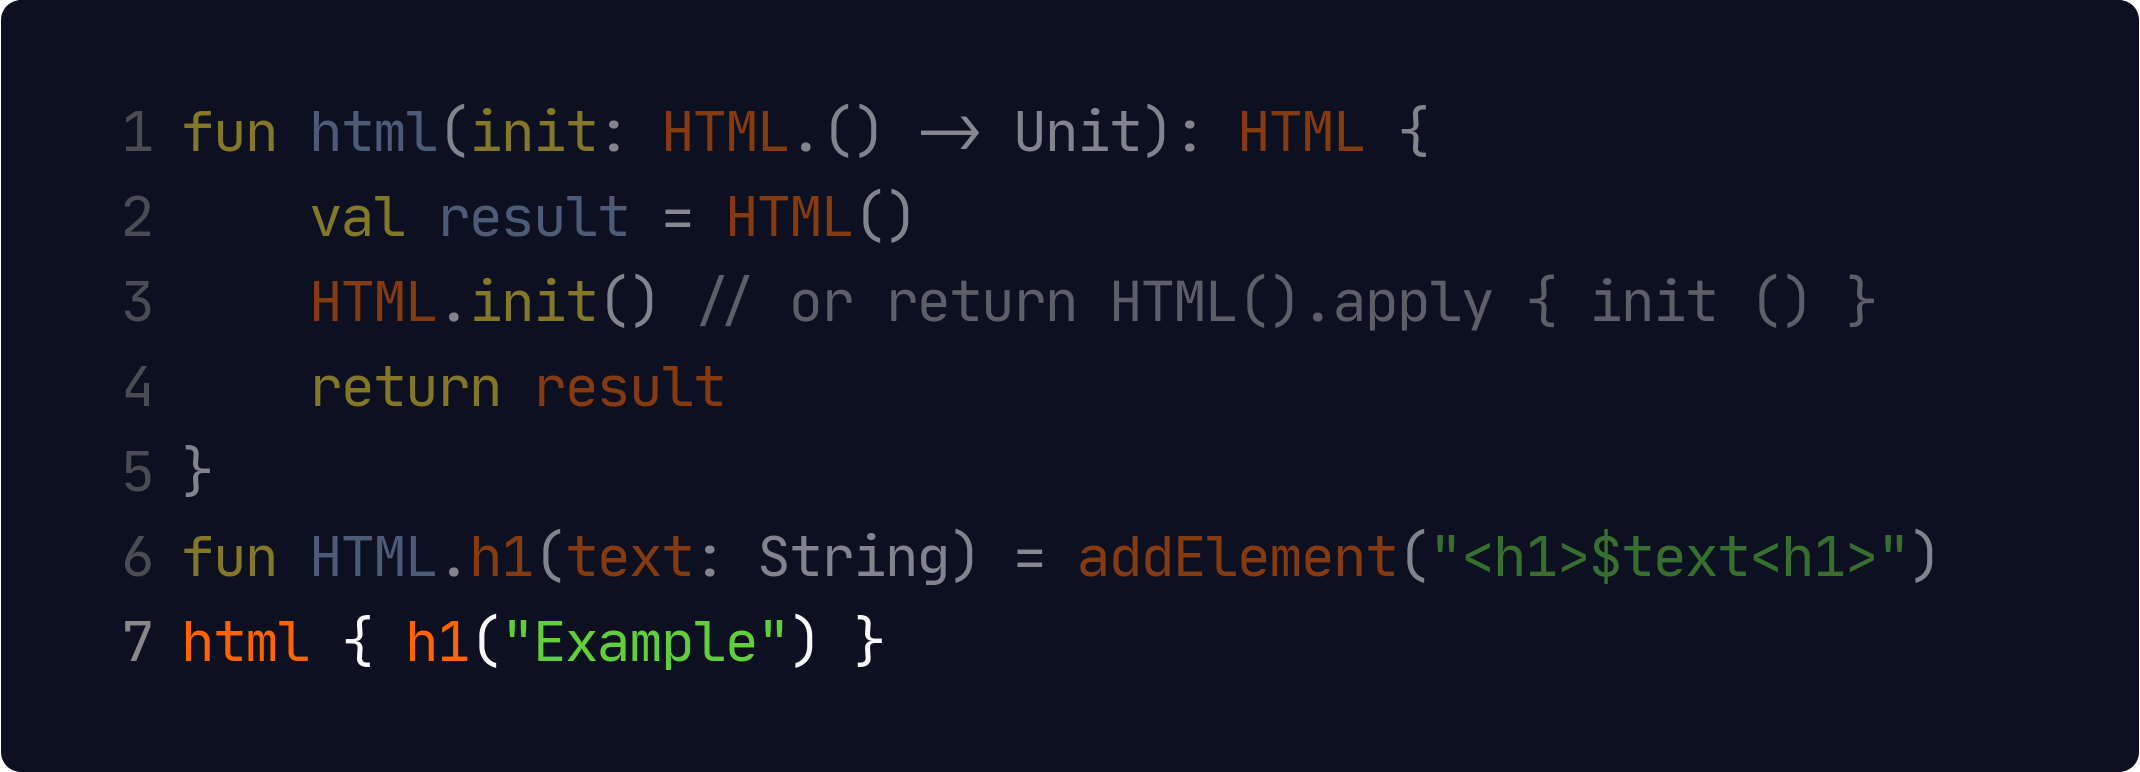 1 fun html(init: HTML.() -> Unit): HTML {
2     val result = HTML()
3     HTML.init() // or return HTML().apply { init () }
4     return result
5 }
6 fun HTML.h1(text: String) = addElement("<h1>$text<h1>")
7 html { h1("Example") }